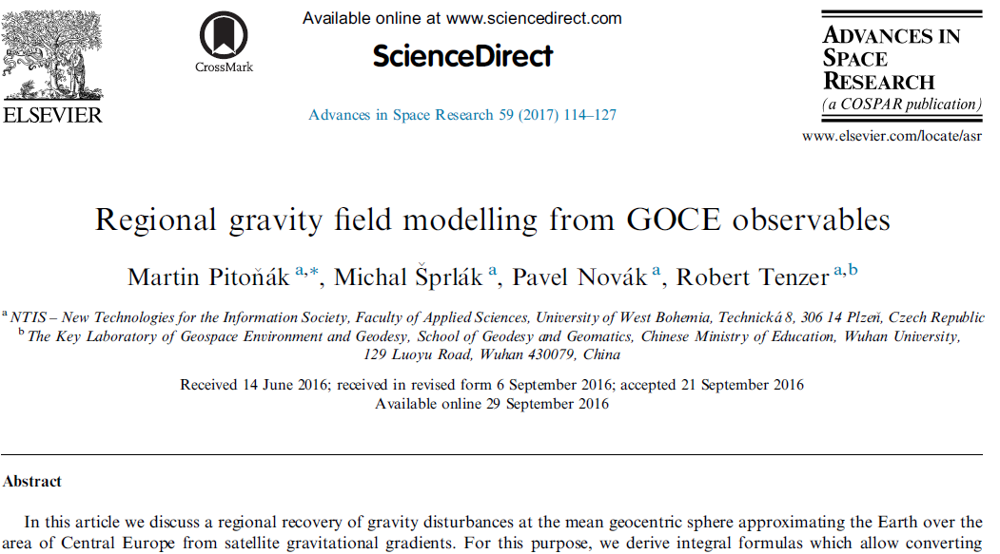 Available online at www.sciencedirect.com
CrossMark
ScienceDirect
ELSEVIER
ADVANCES IN
SPACE
RESEARCH
(a COSPAR publication)
Advances in Space Research 59 (2017) 114–127
www.elsevier.com/locate/asr
Regional gravity field modelling from GOCE observables
Martin Pitoňák a,*, Michal Šprlák a, Pavel Novák a, Robert Tenzer a,b
a NTIS – New Technologies for the Information Society, Faculty of Applied Sciences, University of West Bohemia, Technická 8, 306 14 Plzeň, Czech Republic
b The Key Laboratory of Geospace Environment and Geodesy, School of Geodesy and Geomatics, Chinese Ministry of Education, Wuhan University,
129 Luoyu Road, Wuhan 430079, China
Received 14 June 2016; received in revised form 6 September 2016; accepted 21 September 2016
Available online 29 September 2016
Abstract
In this article we discuss a regional recovery of gravity disturbances at the mean geocentric sphere approximating the Earth over the
area of Central Europe from satellite gravitational gradients. For this purpose, we derive integral formulas which allow converting